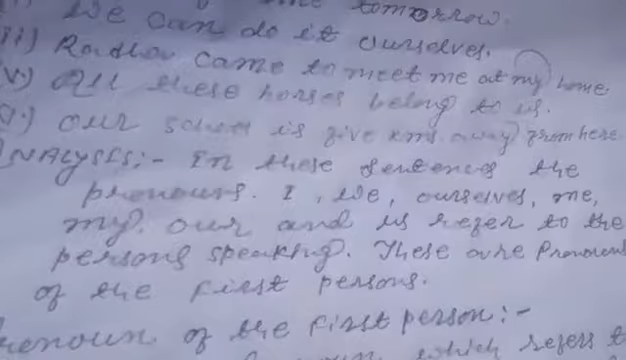 tomorrow.
ii) We can do it ourselves.
iii) Radha came to meet me at my home.
v.) All these horses belong to us.
v.) Our school is give kms away from here
ANALYSIS:- In these sentences the
pronouns. I, we, ourselves, me,
my, our and us refer to the
persons speaking. These are Pronouns
of the First persons.
Pronoun of the First person:-
which refers t